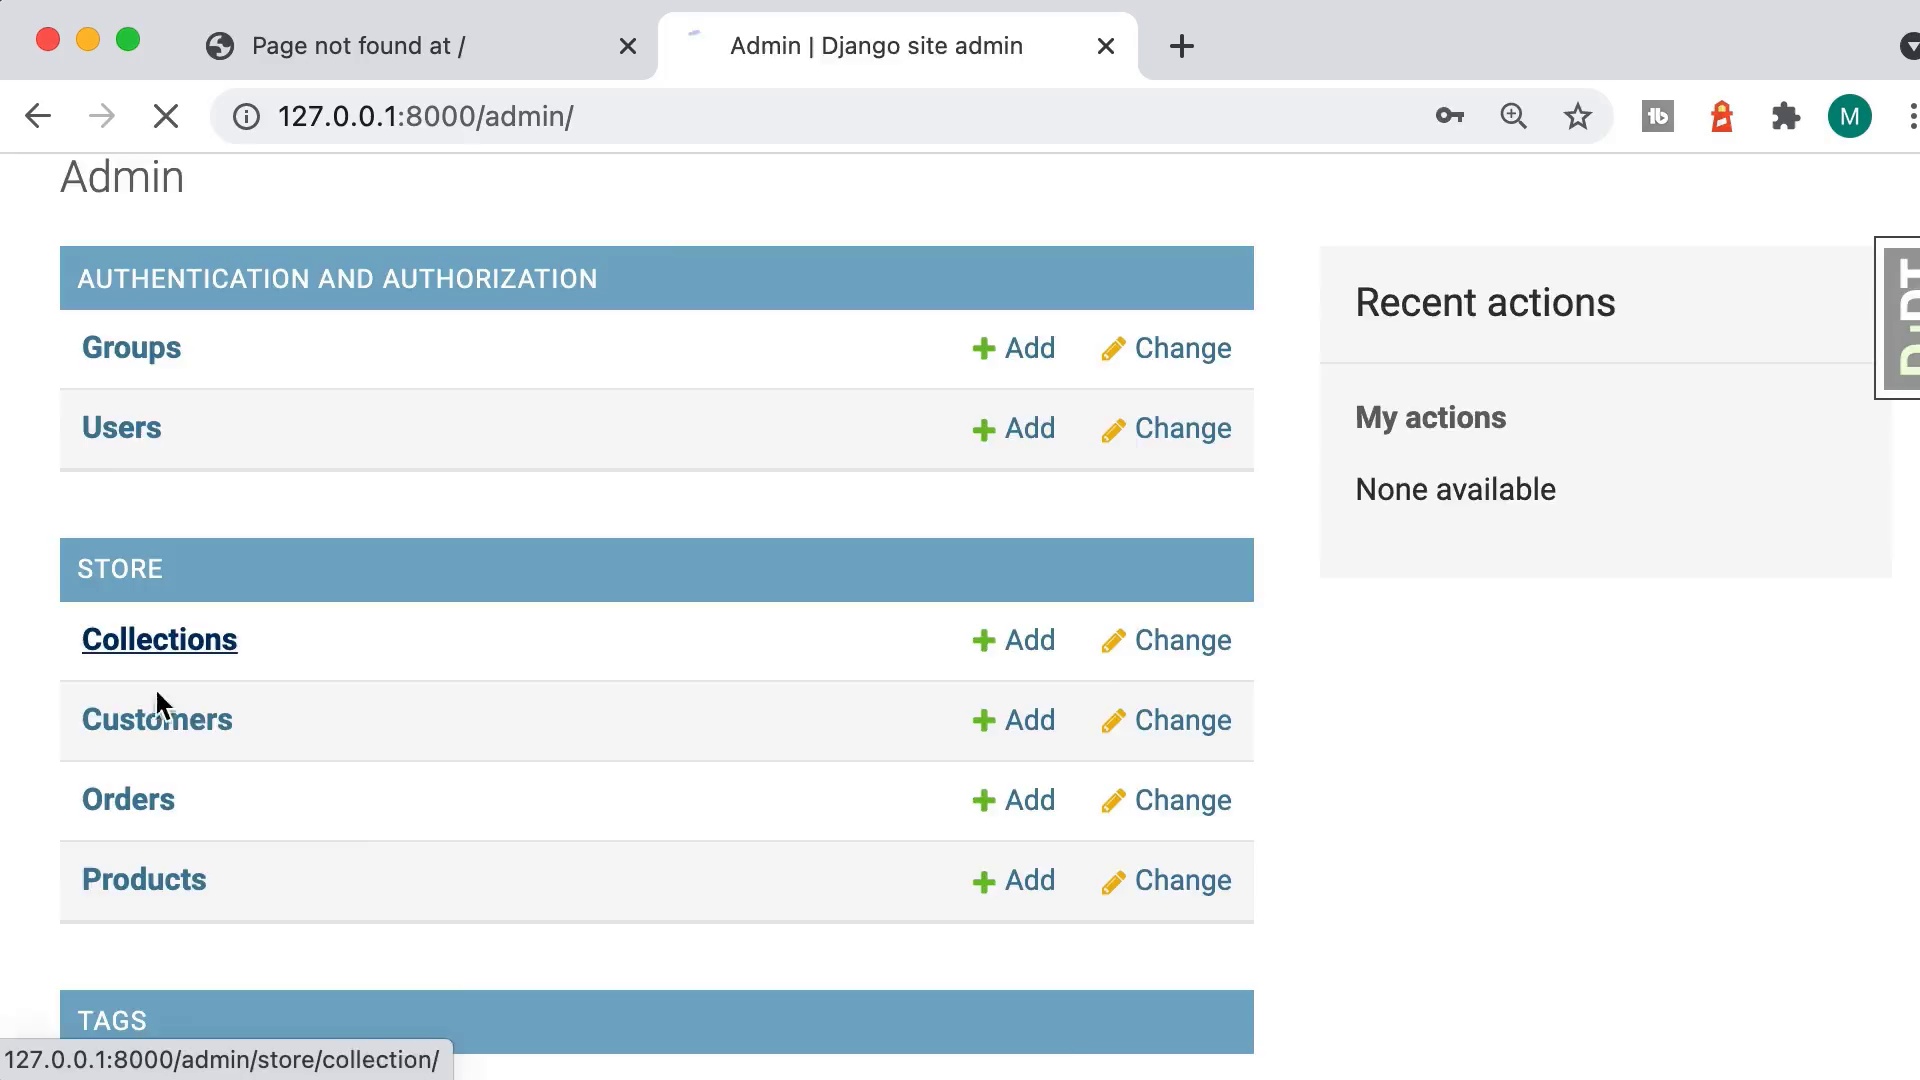 Page not found at /
Admin | Django site admin
127.0.0.1:8000/admin/
M
Admin
AUTHENTICATION AND AUTHORIZATION
Groups Add Change
Users Add Change
STORE
Collections Add Change
Customers Add Change
Orders Add Change
Products Add Change
TAGS
Recent actions
My actions
None available
DjDT
127.0.0.1:8000/admin/store/collection/